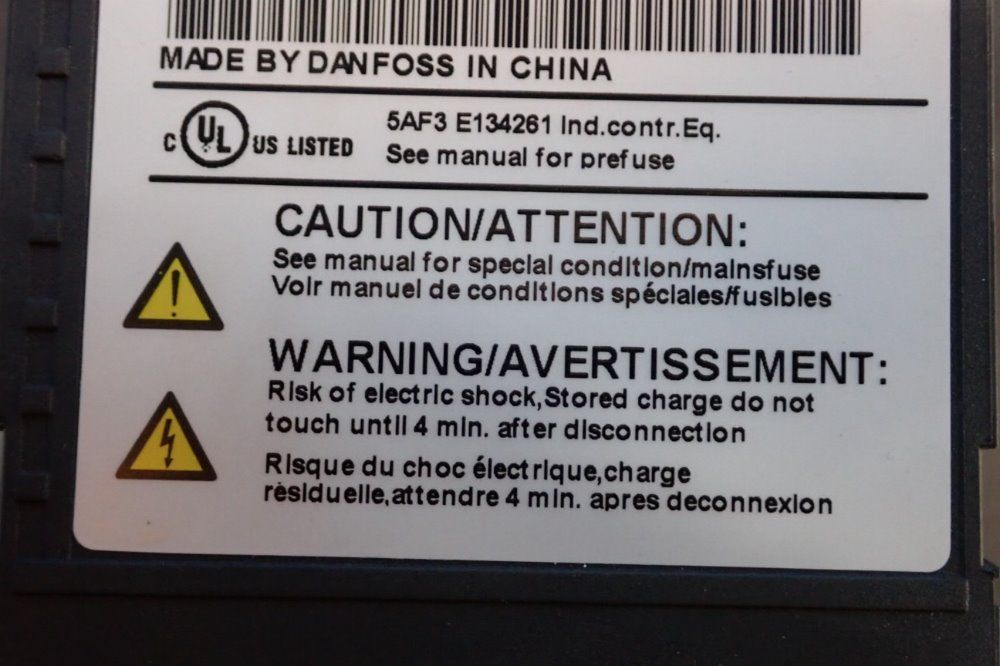 MADE BY DANFOSS IN CHINA
C UL US LISTED
5AF3 E134261 Ind.contr.Eq.
See manual for prefuse
CAUTION/ATTENTION:
See manual for special condition/mainsfuse
Voir manuel de conditions spéciales/fusibles
WARNING/AVERTISSEMENT:
Risk of electric shock,Stored charge do not
touch until 4 min. after disconnection
Risque du choc électrique,charge
rèsiduelle,attendre 4 min. apres deconnexion